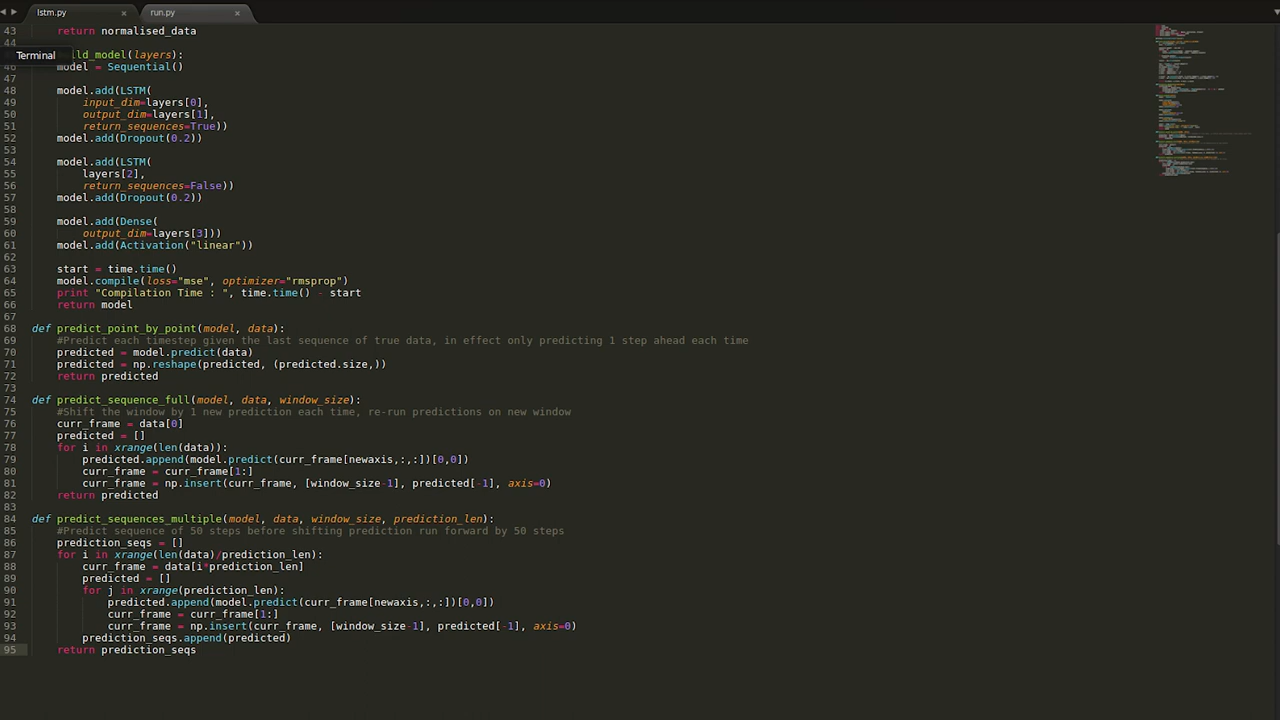 lstm.py × run.py ×
43 return normalised_data
44
Terminal ld_model(layers):
46 model = Sequential()
47
48 model.add(LSTM(
49 input_dim=layers[0],
50 output_dim=layers[1],
51 return_sequences=True))
52 model.add(Dropout(0.2))
53
54 model.add(LSTM(
55 layers[2],
56 return_sequences=False))
57 model.add(Dropout(0.2))
58
59 model.add(Dense(
60 output_dim=layers[3]))
61 model.add(Activation("linear"))
62
63 start = time.time()
64 model.compile(loss="mse", optimizer="rmsprop")
65 print "Compilation Time : ", time.time() - start
66 return model
67
68 def predict_point_by_point(model, data):
69 #Predict each timestep given the last sequence of true data, in effect only predicting 1 step ahead each time
70 predicted = model.predict(data)
71 predicted = np.reshape(predicted, (predicted.size,))
72 return predicted
73
74 def predict_sequence_full(model, data, window_size):
75 #Shift the window by 1 new prediction each time, re-run predictions on new window
76 curr_frame = data[0]
77 predicted = []
78 for i in xrange(len(data)):
79 predicted.append(model.predict(curr_frame[newaxis,:,:])[0,0])
80 curr_frame = curr_frame[1:]
81 curr_frame = np.insert(curr_frame, [window_size-1], predicted[-1], axis=0)
82 return predicted
83
84 def predict_sequences_multiple(model, data, window_size, prediction_len):
85 #Predict sequence of 50 steps before shifting prediction run forward by 50 steps
86 prediction_seqs = []
87 for i in xrange(len(data)/prediction_len):
88 curr_frame = data[i*prediction_len]
89 predicted = []
90 for j in xrange(prediction_len):
91 predicted.append(model.predict(curr_frame[newaxis,:,:])[0,0])
92 curr_frame = curr_frame[1:]
93 curr_frame = np.insert(curr_frame, [window_size-1], predicted[-1], axis=0)
94 prediction_seqs.append(predicted)
95 return prediction_seqs